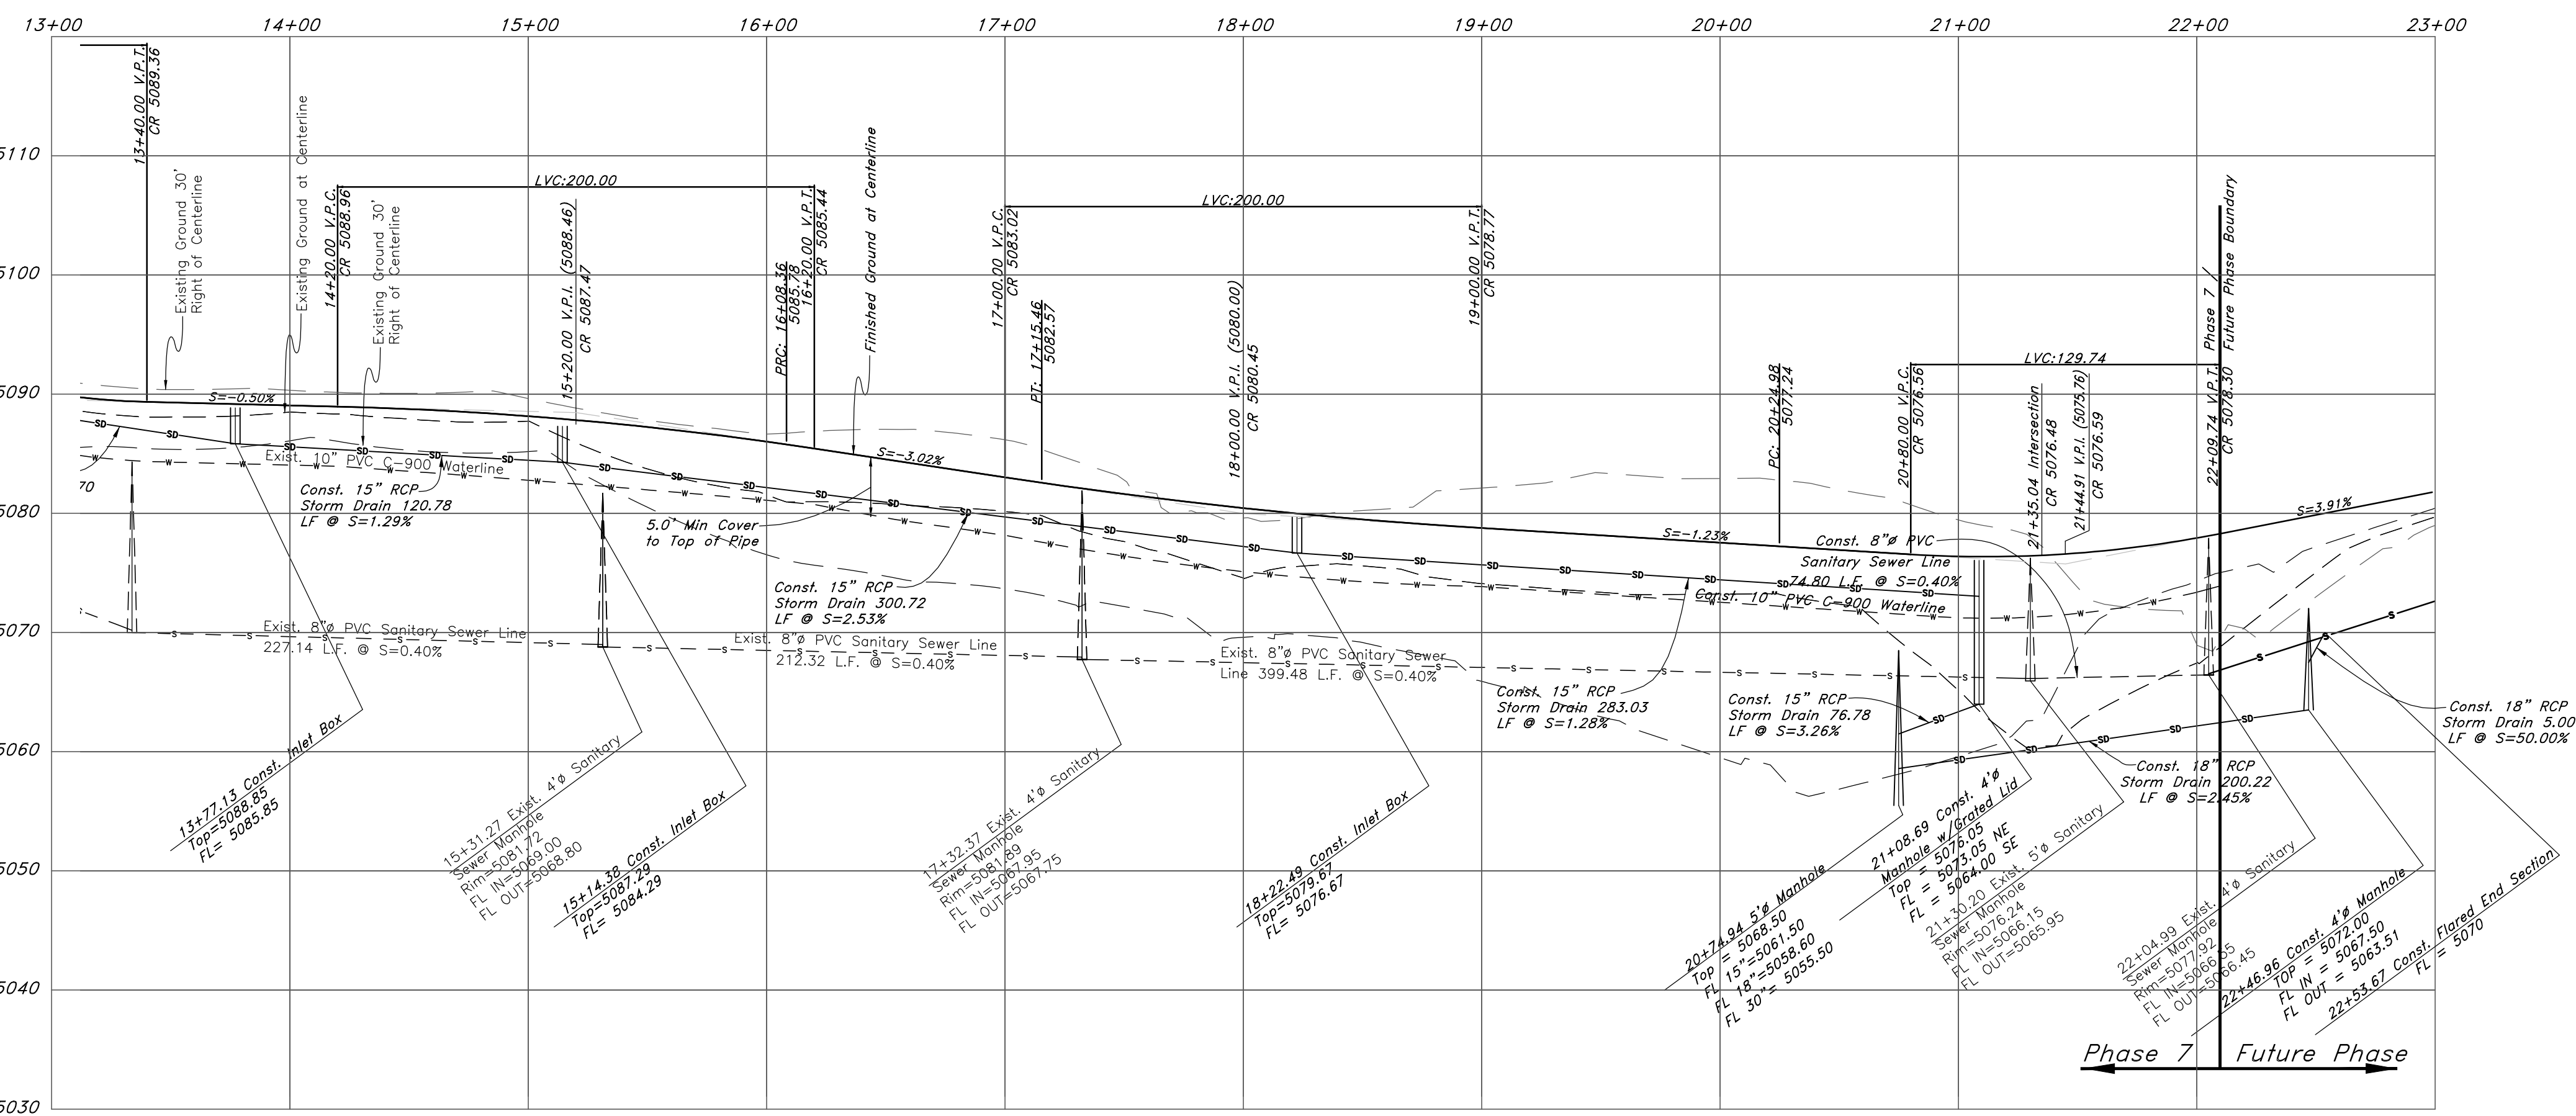 13+00
14+00
15+00
16+00
17+00
18+00
19+00
20+00
21+00
22+00
23+00
5110
5100
5090
5080
5070
5060
5050
5040
5030
13+40.00 V.P.T.
CR 5089.36
Existing Ground 30'
Right of Centerline
Existing Ground at Centerline
14+20.00 V.P.C.
CR 5088.96
Existing Ground 30'
Right of Centerline
LVC:200.00
15+20.00 V.P.I. (5088.46)
CR 5087.47
PRC: 16+08.36
5085.78
16+20.00 V.P.T.
CR 5085.44
Finished Ground at Centerline
17+00.00 V.P.C.
CR 5083.02
PT: 17+15.46
5082.57
LVC:200.00
18+00.00 V.P.I. (5080.00)
CR 5080.45
19+00.00 V.P.T.
CR 5078.77
PC: 20+24.98
5077.24
20+80.00 V.P.C.
CR 5076.56
LVC:129.74
21+35.04 Intersection
CR 5076.48
21+44.91 V.P.I. (5075.76)
CR 5076.59
22+09.74 V.P.T.
CR 5078.30
Phase 7 /
Future Phase Boundary
S=-0.50%
S=-3.02%
S=-1.23%
S=3.91%
70
Exist. 10" PVC C-900 Waterline
Const. 15" RCP
Storm Drain 120.78
LF @ S=1.29%
5.0' Min Cover
to Top of Pipe
Const. 15" RCP
Storm Drain 300.72
LF @ S=2.53%
Const. 8"ø PVC
Sanitary Sewer Line
74.80 L.F. @ S=0.40%
Const. 10" PVC C-900 Waterline
Exist. 8"ø PVC Sanitary Sewer Line
227.14 L.F. @ S=0.40%
Exist. 8"ø PVC Sanitary Sewer Line
212.32 L.F. @ S=0.40%
Exist. 8"ø PVC Sanitary Sewer
Line 399.48 L.F. @ S=0.40%
Const. 15" RCP
Storm Drain 283.03
LF @ S=1.28%
Const. 15" RCP
Storm Drain 76.78
LF @ S=3.26%
Const. 18" RCP
Storm Drain 200.22
LF @ S=2.45%
Const. 18" RCP
Storm Drain 5.00
LF @ S=50.00%
13+77.13 Const. Inlet Box
Top=5088.85
FL= 5085.85
15+31.27 Exist. 4'ø Sanitary
Sewer Manhole
Rim=5081.72
FL IN=5069.00
FL OUT=5068.80
15+14.38 Const. Inlet Box
Top=5087.29
FL= 5084.29
17+32.37 Exist. 4'ø Sanitary
Sewer Manhole
Rim=5081.89
FL IN=5067.95
FL OUT=5067.75
18+22.49 Const. Inlet Box
Top=5079.67
FL= 5076.67
20+74.94 5'ø Manhole
Top = 5068.50
FL 15"=5061.50
FL 18"=5058.60
FL 30"= 5055.50
21+08.69 Const. 4'ø
Manhole w/Grated Lid
Top = 5076.05
FL = 5073.05 NE
FL = 5064.00 SE
21+30.20 Exist. 5'ø Sanitary
Sewer Manhole
Rim=5076.24
FL IN=5066.15
FL OUT=5065.95
22+04.99 Exist. 4'ø Sanitary
Sewer Manhole
Rim=5077.92
FL IN=5066.65
FL OUT=5066.45
22+46.96 Const. 4'ø Manhole
TOP = 5072.00
FL IN = 5067.50
FL OUT = 5063.51
22+53.67 Const. Flared End Section
FL = 5070
Phase 7
Future Phase